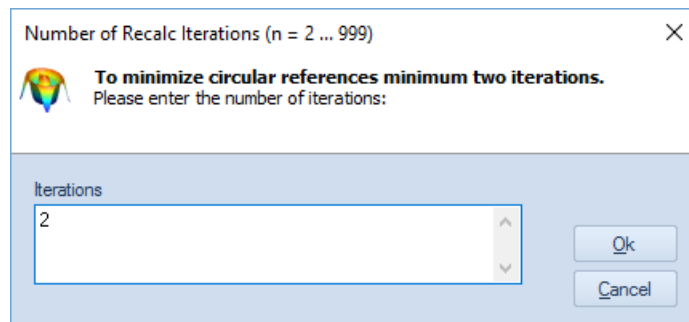 Number of Recalc Iterations (n = 2 ... 999)
To minimize circular references minimum two iterations.
Please enter the number of iterations:
Iterations
2
Ok
Cancel